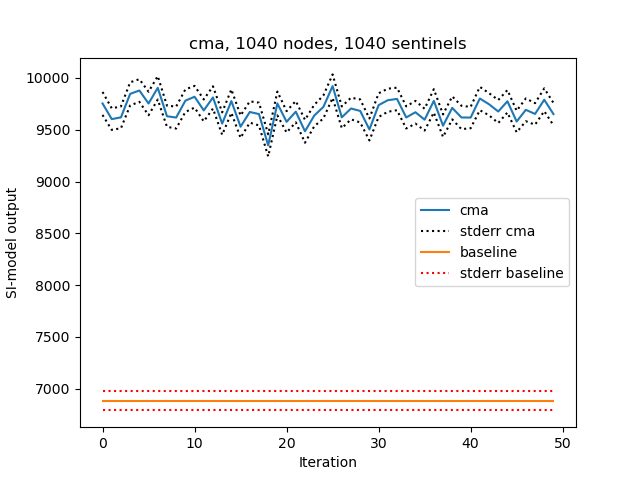 cma, 1040 nodes, 1040 sentinels
10000
9500
9000
8500
8000
7500
7000
SI-model output
cma
stderr cma
baseline
stderr baseline
0
10
20
30
40
50
Iteration